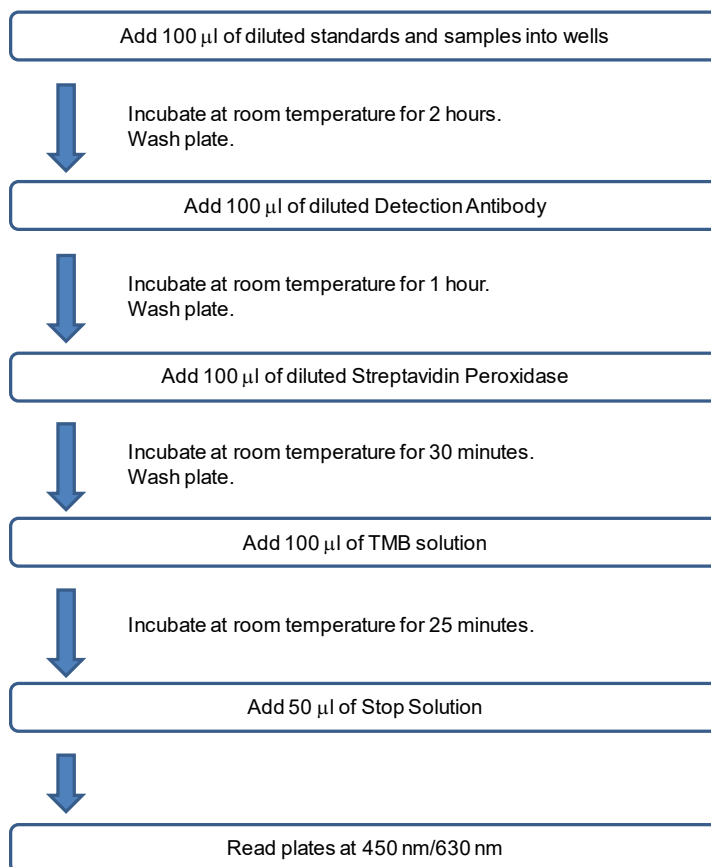 Add 100 μl of diluted standards and samples into wells
Incubate at room temperature for 2 hours.
Wash plate.
Add 100 μl of diluted Detection Antibody
Incubate at room temperature for 1 hour.
Wash plate.
Add 100 μl of diluted Streptavidin Peroxidase
Incubate at room temperature for 30 minutes.
Wash plate.
Add 100 μl of TMB solution
Incubate at room temperature for 25 minutes.
Add 50 μl of Stop Solution
Read plates at 450 nm/630 nm